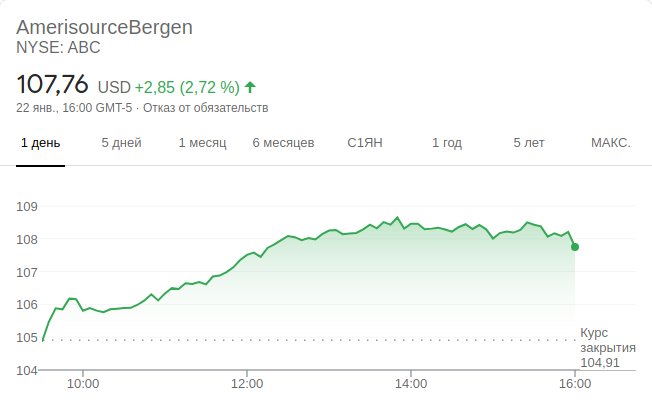 AmerisourceBergen
NYSE: ABC
107,76 USD +2,85 (2,72 %)
22 янв., 16:00 GMT-5 · Отказ от обязательств
1 день 5 дней 1 месяц 6 месяцев С1ЯН 1 год 5 лет МАКС.
109
108
107
106
105
104
Курс
закрытия
104,91
10:00 12:00 14:00 16:00